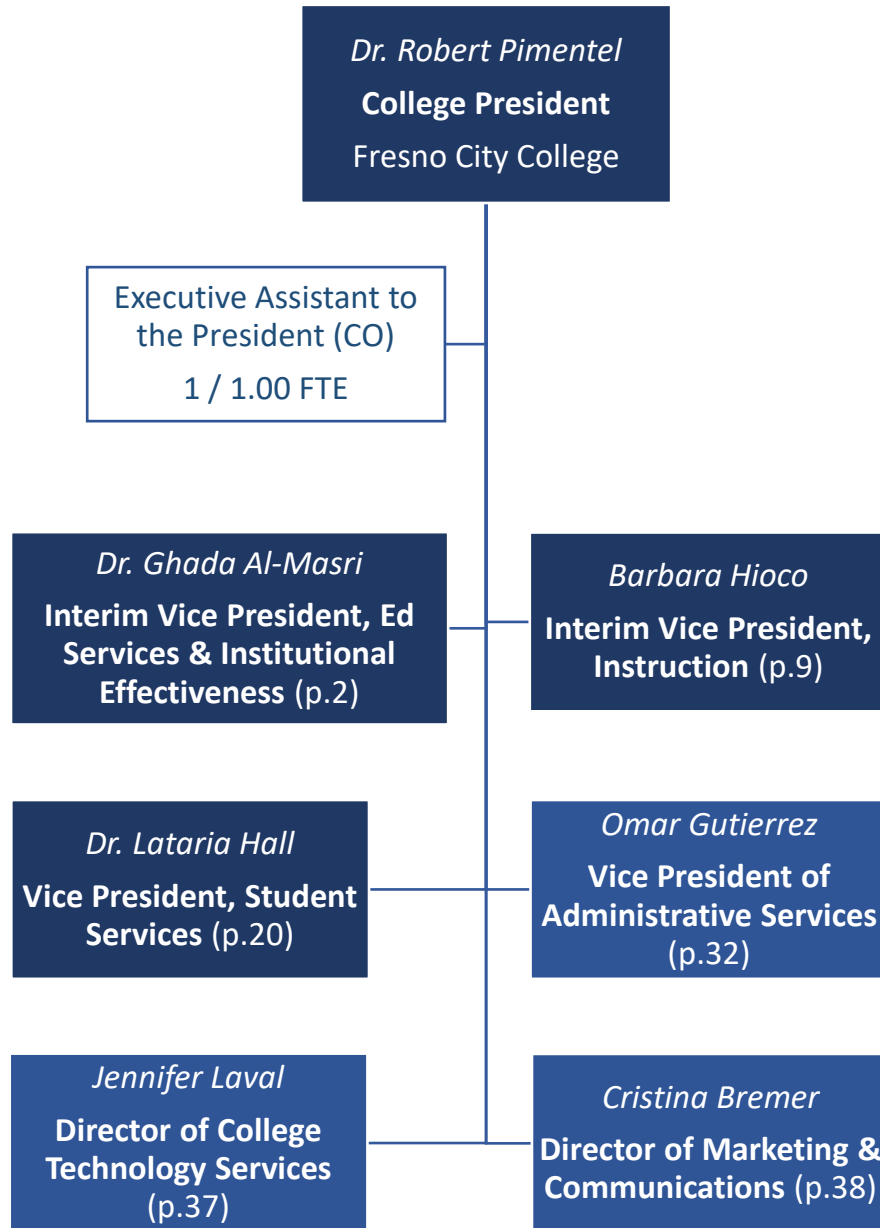 Dr. Robert Pimentel
College President
Fresno City College
Executive Assistant to
the President (CO)
1 / 1.00 FTE
Dr. Ghada Al-Masri
Interim Vice President, Ed
Services & Institutional
Effectiveness (p.2)
Barbara Hioco
Interim Vice President,
Instruction (p.9)
Dr. Lataria Hall
Vice President, Student
Services (p.20)
Omar Gutierrez
Vice President of
Administrative Services
(p.32)
Jennifer Laval
Director of College
Technology Services
(p.37)
Cristina Bremer
Director of Marketing &
Communications (p.38)